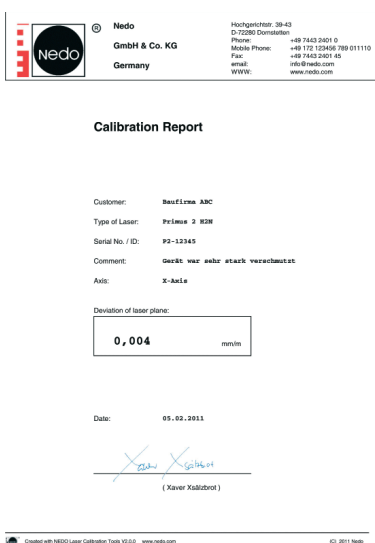 Nedo
®
Nedo
GmbH & Co. KG
Germany
Hochgerichtstr. 39-43
D-72280 Dornstetten
Phone: +49 7443 2401 0
Mobile Phone: +49 172 123456 789 011110
Fax: +49 7443 2401 45
email: info@nedo.com
WWW: www.nedo.com
Calibration Report
Customer: Baufirma ABC
Type of Laser: Primus 2 H2N
Serial No. / ID: P2-12345
Comment: Gerät war sehr stark verschmutzt
Axis: X-Axis
Deviation of laser plane:
0,004 mm/m
Date: 05.02.2011
Xaver Xsälzbrot
( Xaver Xsälzbrot )
Created with NEDO Laser Calibration Tools V2.0.0 www.nedo.com (C) 2011 Nedo